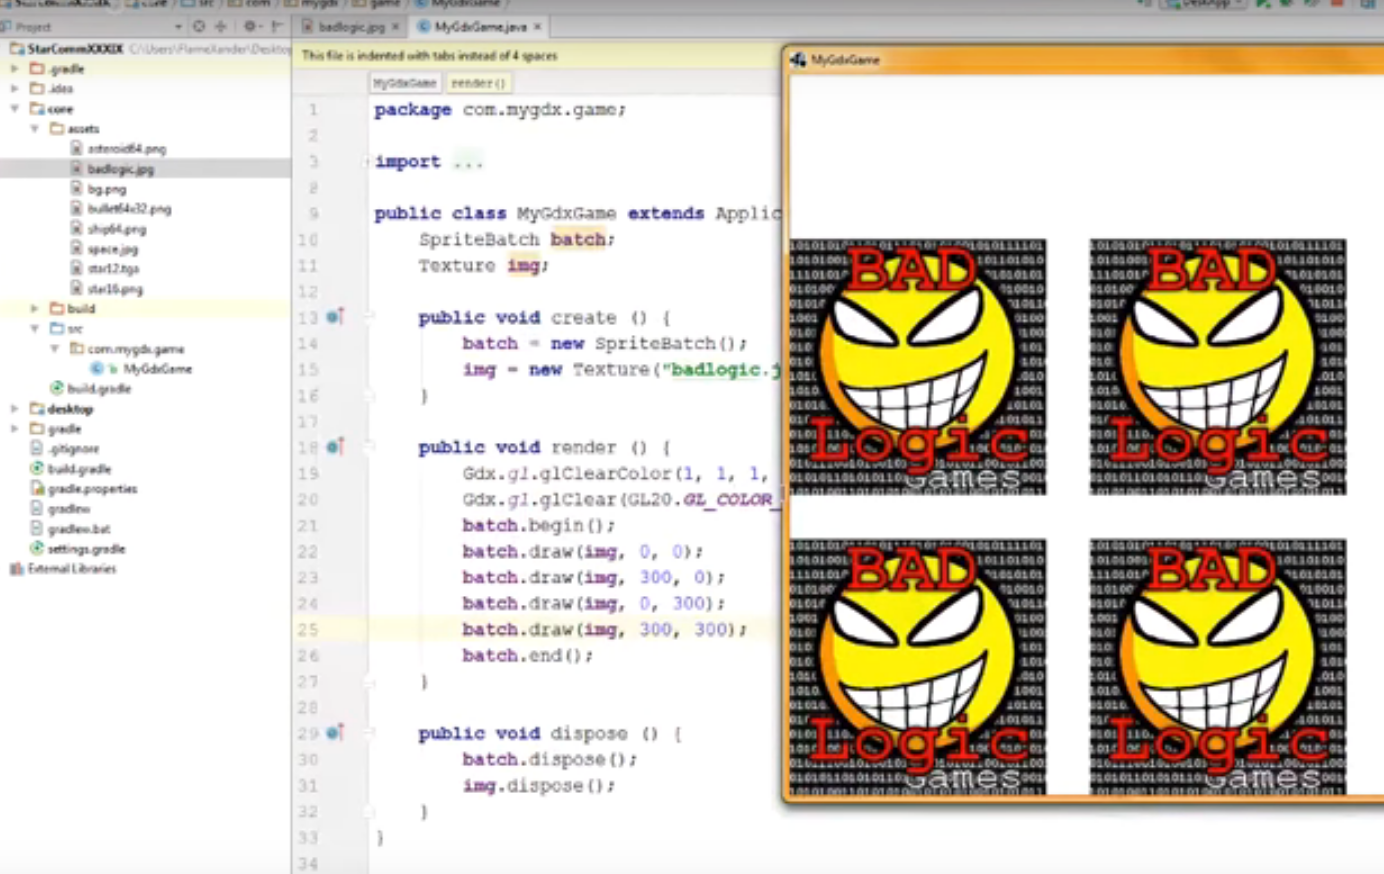 Project
badlogic.jpg
MyGdxGame.java
StarCommXXXIX C:\Users\FlameXander\Desktop
.gradle
.idea
core
assets
asteroid64.png
badlogic.jpg
bg.png
bullet64x32.png
ship64.png
space.jpg
star12.tga
star16.png
build
src
com.mygdx.game
MyGdxGame
build.gradle
desktop
gradle
.gitignore
build.gradle
gradle.properties
gradlew
gradlew.bat
settings.gradle
External Libraries
This file is indented with tabs instead of 4 spaces
MyGdxGame render()
1 package com.mygdx.game;
2
3 import ...
8
9 public class MyGdxGame extends Applic
10 SpriteBatch batch;
11 Texture img;
12
13 public void create () {
14 batch = new SpriteBatch();
15 img = new Texture("badlogic.j
16 }
17
18 public void render () {
19 Gdx.gl.glClearColor(1, 1, 1,
20 Gdx.gl.glClear(GL20.GL_COLOR_
21 batch.begin();
22 batch.draw(img, 0, 0);
23 batch.draw(img, 300, 0);
24 batch.draw(img, 0, 300);
25 batch.draw(img, 300, 300);
26 batch.end();
27 }
28
29 public void dispose () {
30 batch.dispose();
31 img.dispose();
32 }
33 }
34
MyGdxGame
BAD
Logic
Games
BAD
Logic
Games
BAD
Logic
Games
BAD
Logic
Games